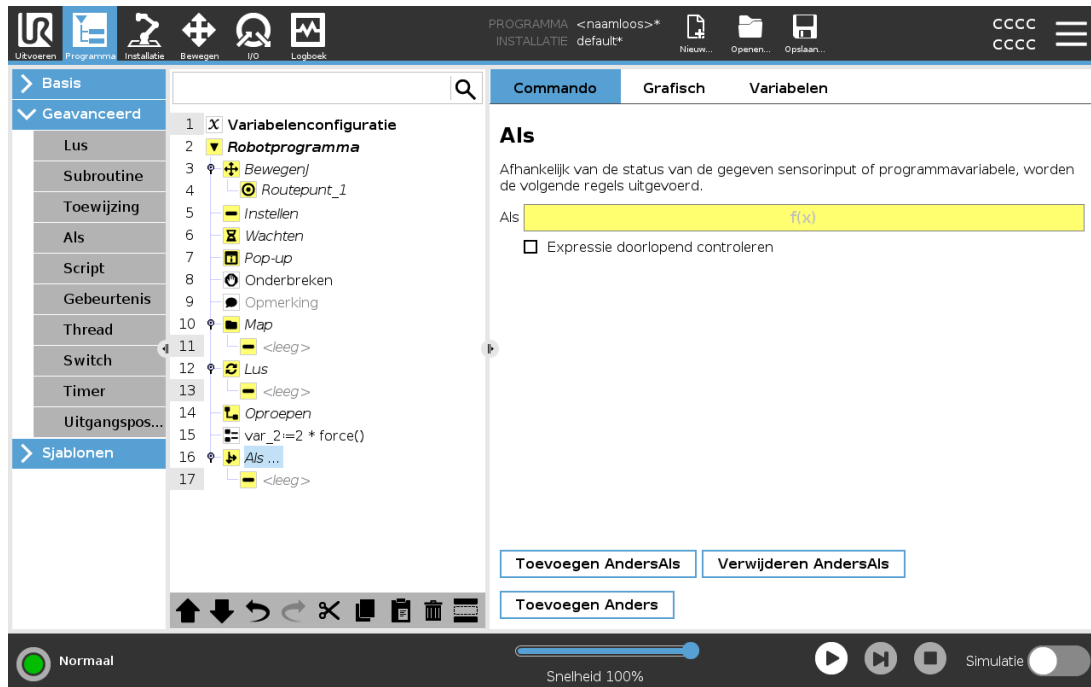 PROGRAMMA <naamloos>*
INSTALLATIE default*
CCCC
CCCC
Uitvoeren Programma Installatie Bewegen I/O Logboek
Nieuw... Openen... Opslaan...
Basis
Geavanceerd
Lus
Subroutine
Toewijzing
Als
Script
Gebeurtenis
Thread
Switch
Timer
Uitgangspos...
Sjablonen
1 X Variabelenconfiguratie
2 Robotprogramma
3 BewegenJ
4 Routepunt_1
5 Instellen
6 Wachten
7 Pop-up
8 Onderbreken
9 Opmerking
10 Map
11 <leeg>
12 Lus
13 <leeg>
14 Oproepen
15 var_2:=2 * force()
16 Als ...
17 <leeg>
Commando Grafisch Variabelen
Als
Afhankelijk van de status van de gegeven sensorinput of programmavariabele, worden
de volgende regels uitgevoerd.
Als f(x)
Expressie doorlopend controleren
Toevoegen AndersAls Verwijderen AndersAls
Toevoegen Anders
Normaal
Snelheid 100%
Simulatie